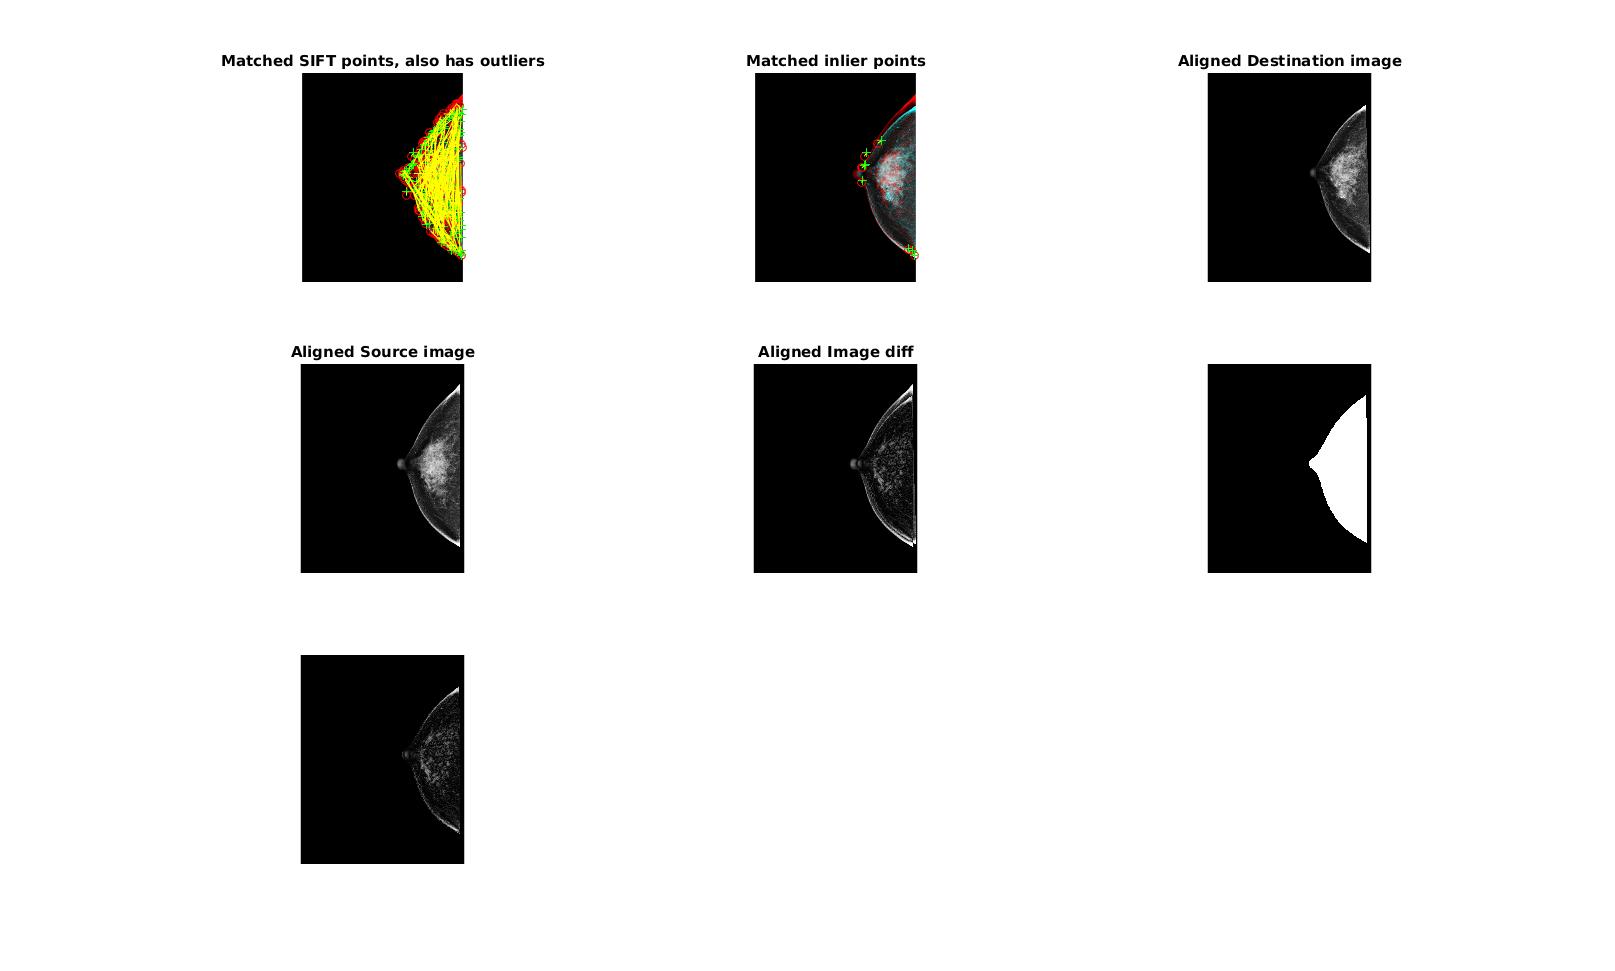 Matched SIFT points, also has outliers
Matched inlier points
Aligned Destination image
Aligned Source image
Aligned Image diff